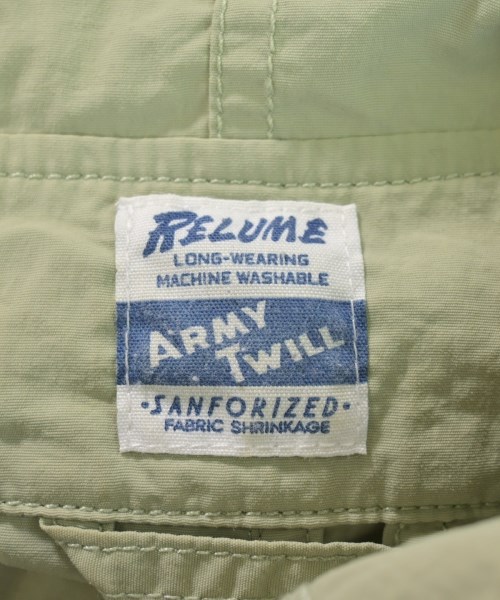 RELUME
LONG-WEARING
MACHINE WASHABLE
ARMY
TWILL
·SANFORIZED·
FABRIC SHRINKAGE